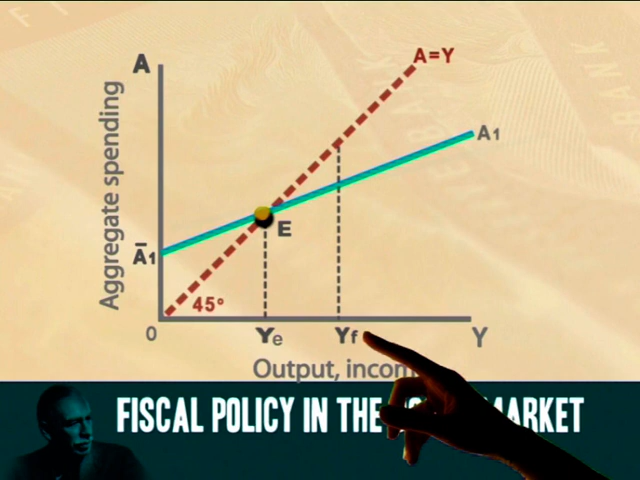 A
A=Y
Aggregate spending
A1
Ā1
E
45°
0
Ye
Yf
Y
Output, incom
FISCAL POLICY IN THE MARKET